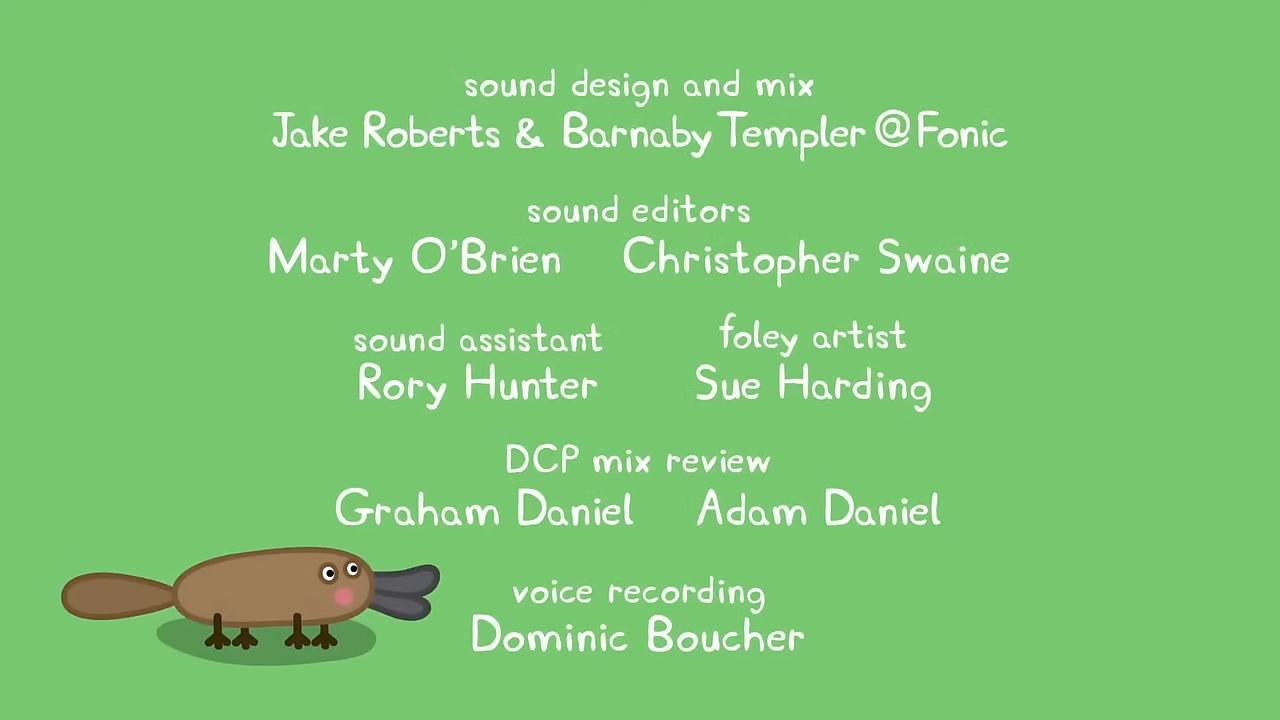 sound design and mix
Jake Roberts & Barnaby Templer @ Fonic
sound editors
Marty O'Brien Christopher Swaine
sound assistant foley artist
Rory Hunter Sue Harding
DCP mix review
Graham Daniel Adam Daniel
voice recording
Dominic Boucher